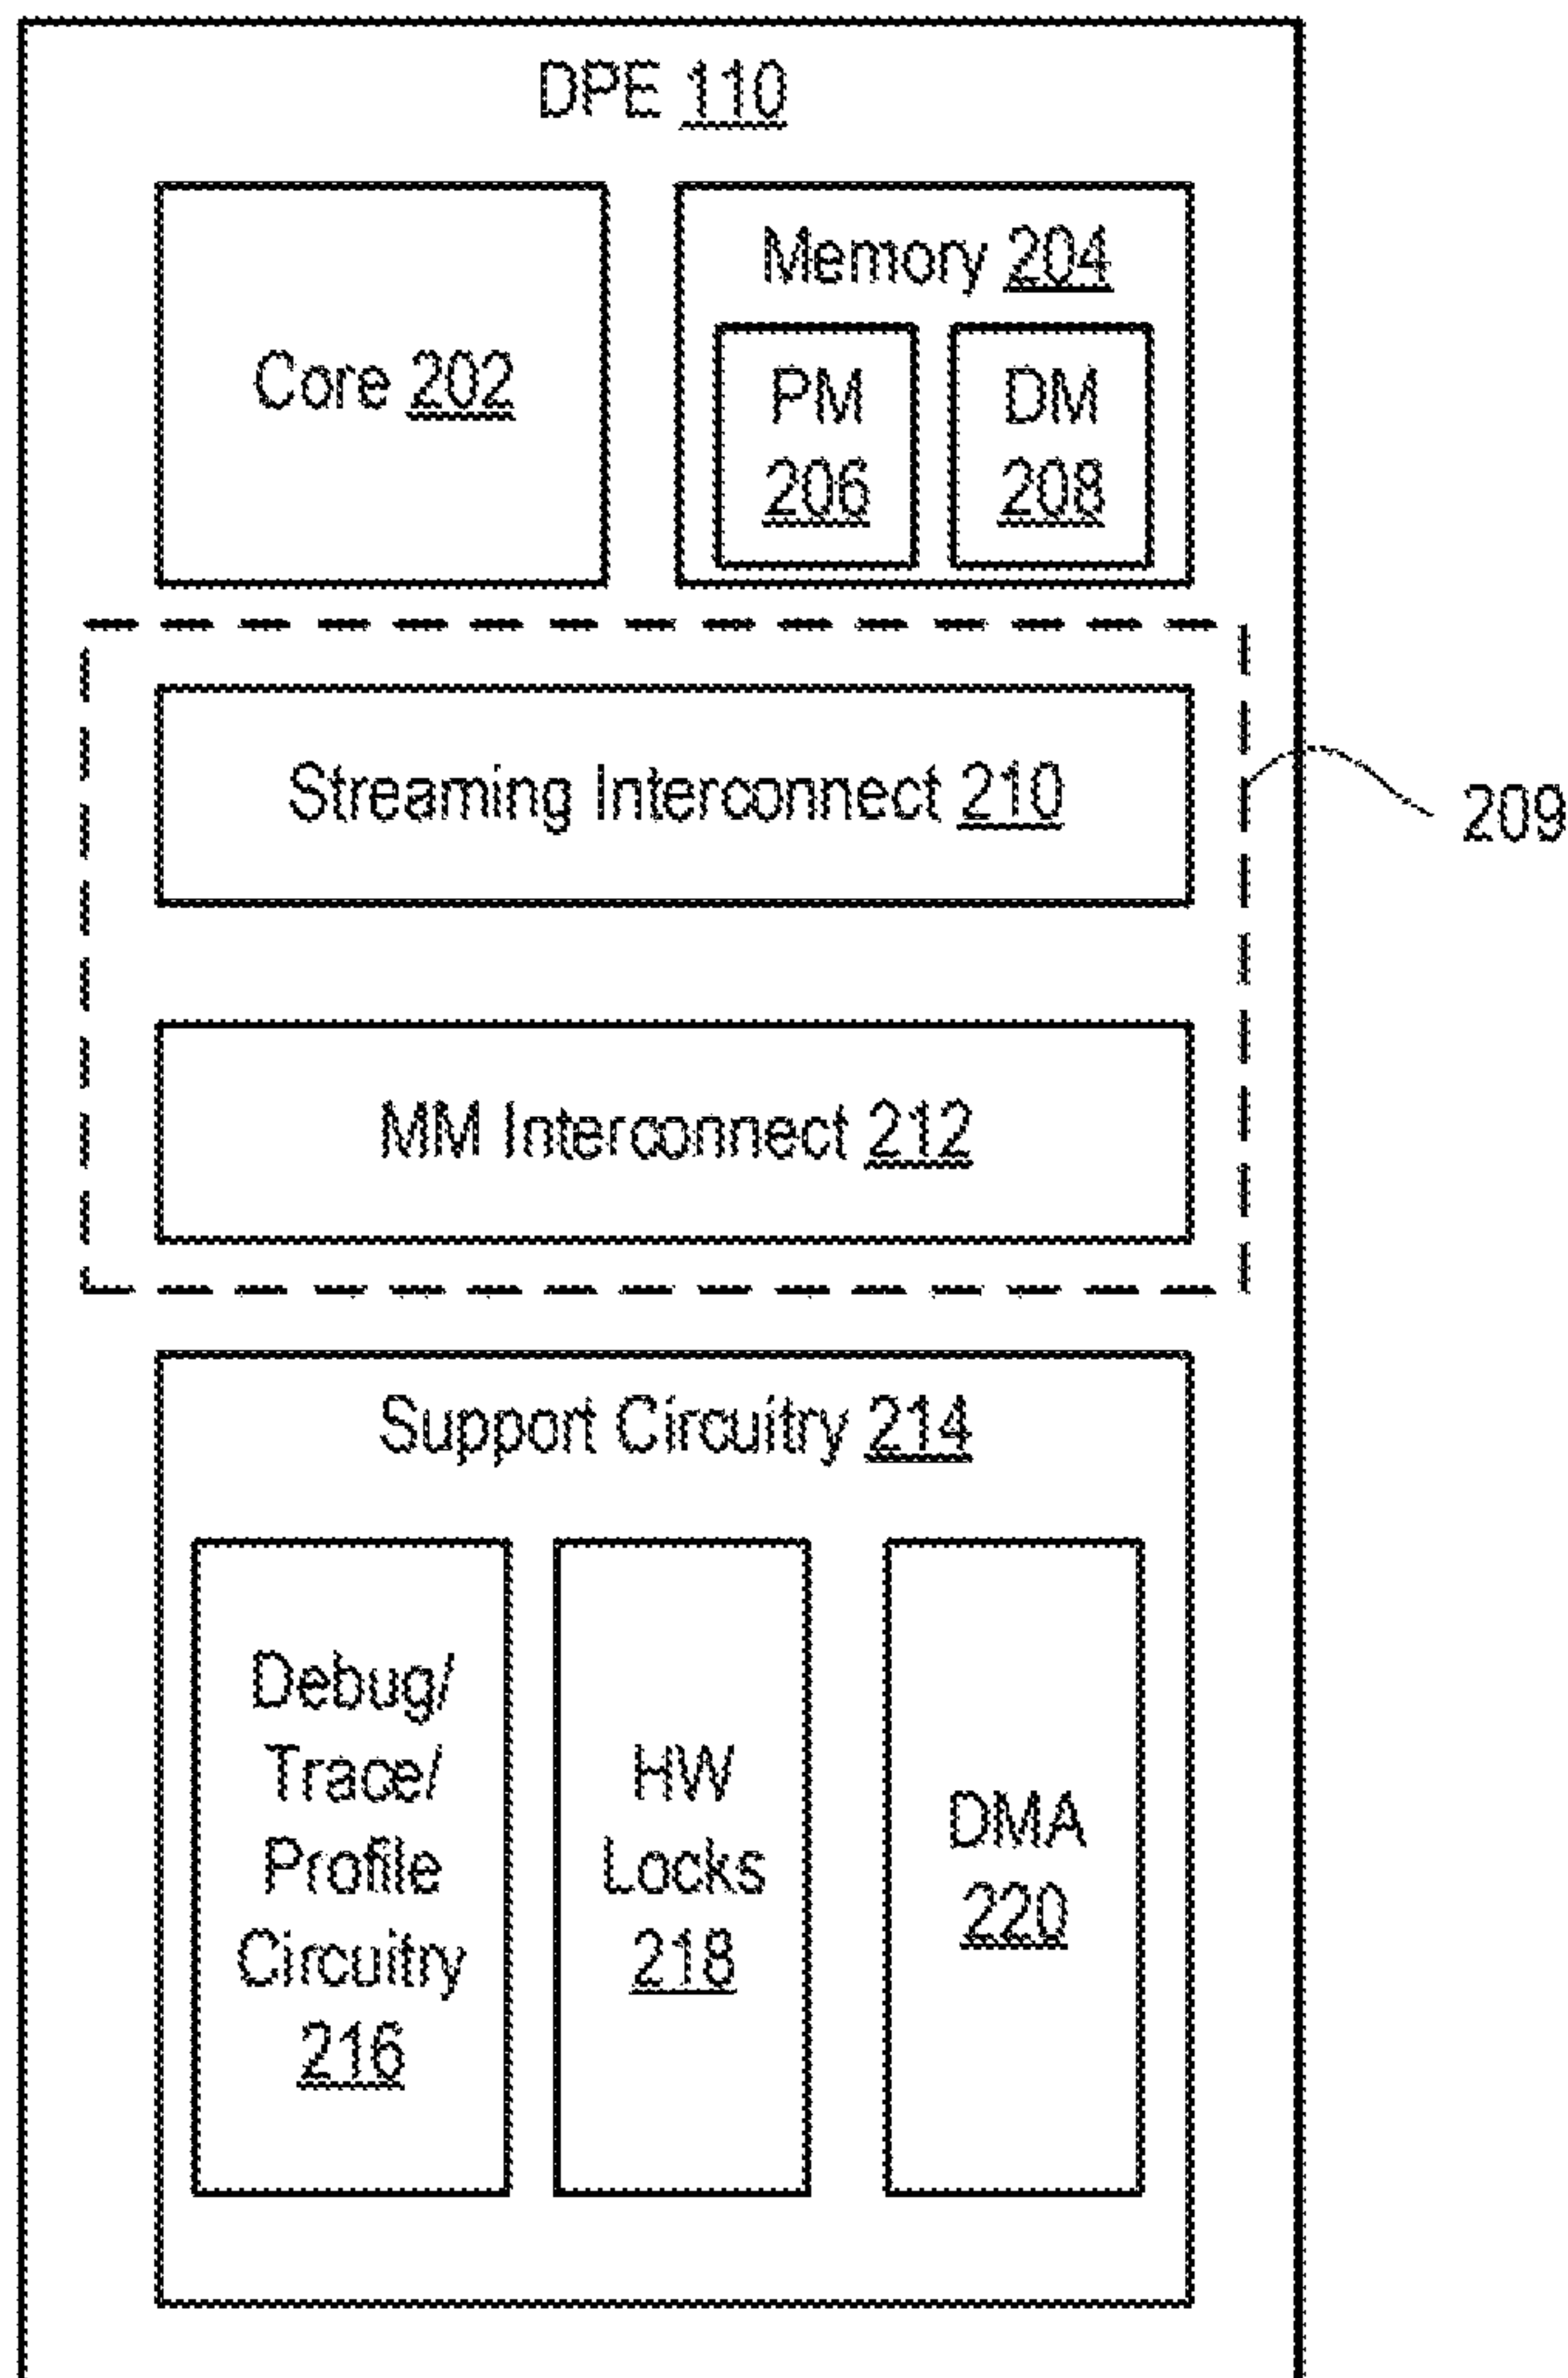 DPE 110
Core 202
Memory 204
PM
206
DM
208
Streaming Interconnect 210
209
MM Interconnect 212
Support Circuitry 214
Debug/
Trace/
Profile
Circuitry
216
HW
Locks
218
DMA
220